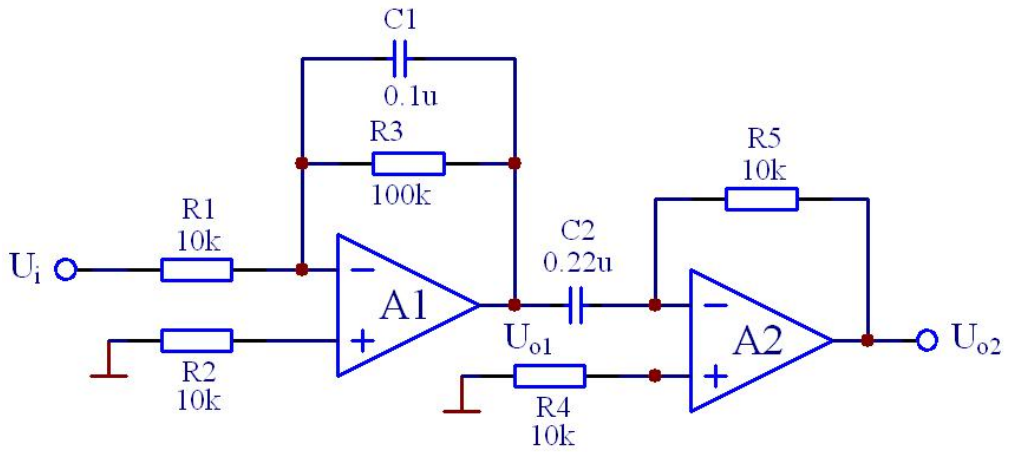 C1
0.1u
R3
100k
R1
10k
Ui
R2
10k
A1
−
+
Uo1
C2
0.22u
R5
10k
A2
−
+
R4
10k
Uo2